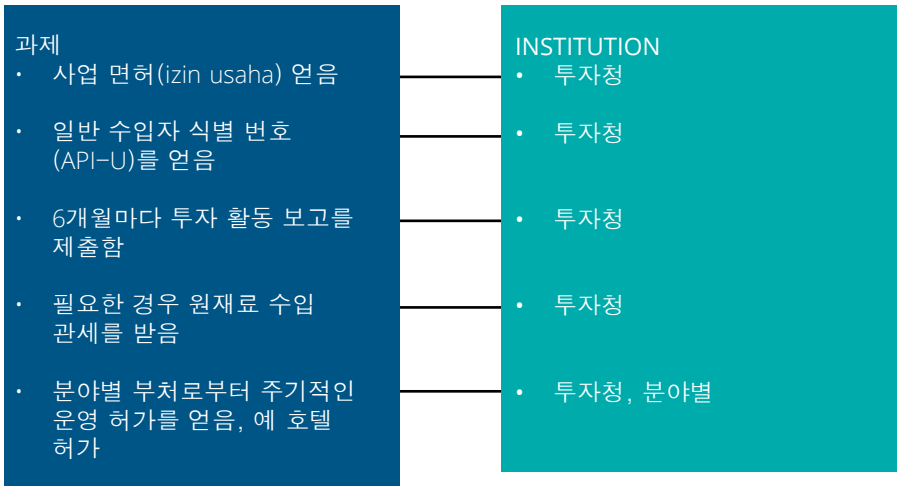 과제
• 사업 면허(izin usaha) 얻음
• 일반 수입자 식별 번호
(API-U)를 얻음
• 6개월마다 투자 활동 보고를
제출함
• 필요한 경우 원재료 수입
관세를 받음
• 분야별 부처로부터 주기적인
운영 허가를 얻음, 예 호텔
허가
INSTITUTION
• 투자청
• 투자청
• 투자청
• 투자청
• 투자청, 분야별